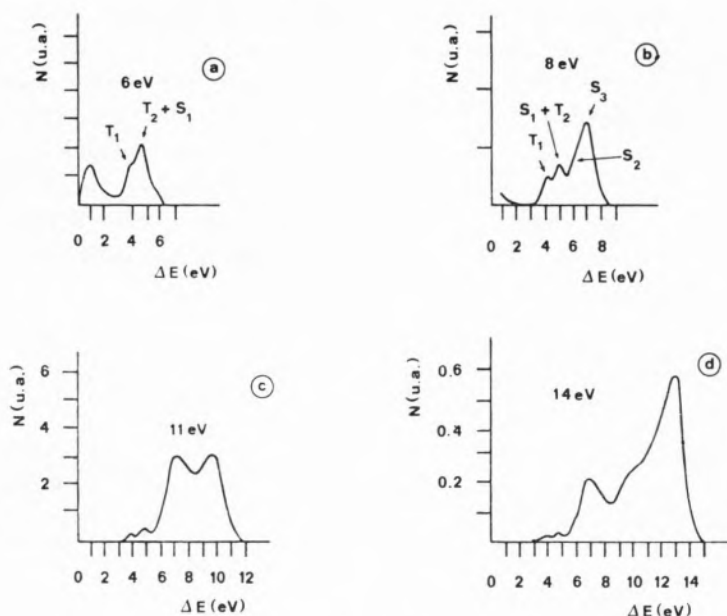 N (u.a.)
a
6 eV
T1
T2 + S1
0 2 4 6
ΔE (eV)
N (u.a.)
b
8 eV
S3
S1 + T2
T1
S2
0 2 4 6 8
ΔE (eV)
N (u.a.)
c
6
4
2
11 eV
0 2 4 6 8 10 12
ΔE (eV)
N (u.a.)
d
0.6
0.4
0.2
14 eV
0 2 4 6 8 10 12 14
ΔE (eV)